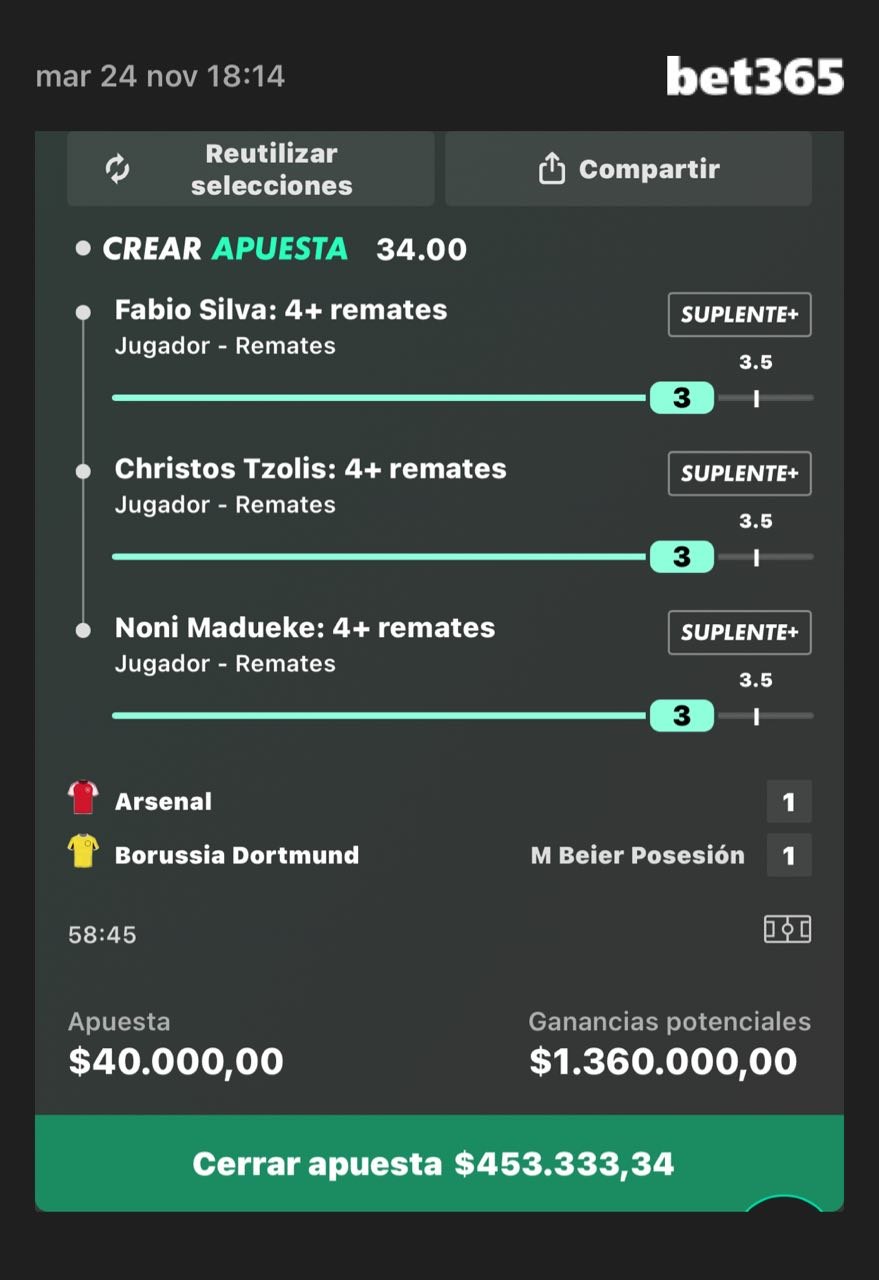 mar 24 nov 18:14
bet365
Reutilizar
selecciones
Compartir
CREAR APUESTA 34.00
Fabio Silva: 4+ remates
SUPLENTE+
Jugador - Remates
3.5
3
Christos Tzolis: 4+ remates
SUPLENTE+
Jugador - Remates
3.5
3
Noni Madueke: 4+ remates
SUPLENTE+
Jugador - Remates
3.5
3
Arsenal 1
Borussia Dortmund M Beier Posesión 1
58:45
Apuesta Ganancias potenciales
$40.000,00 $1.360.000,00
Cerrar apuesta $453.333,34